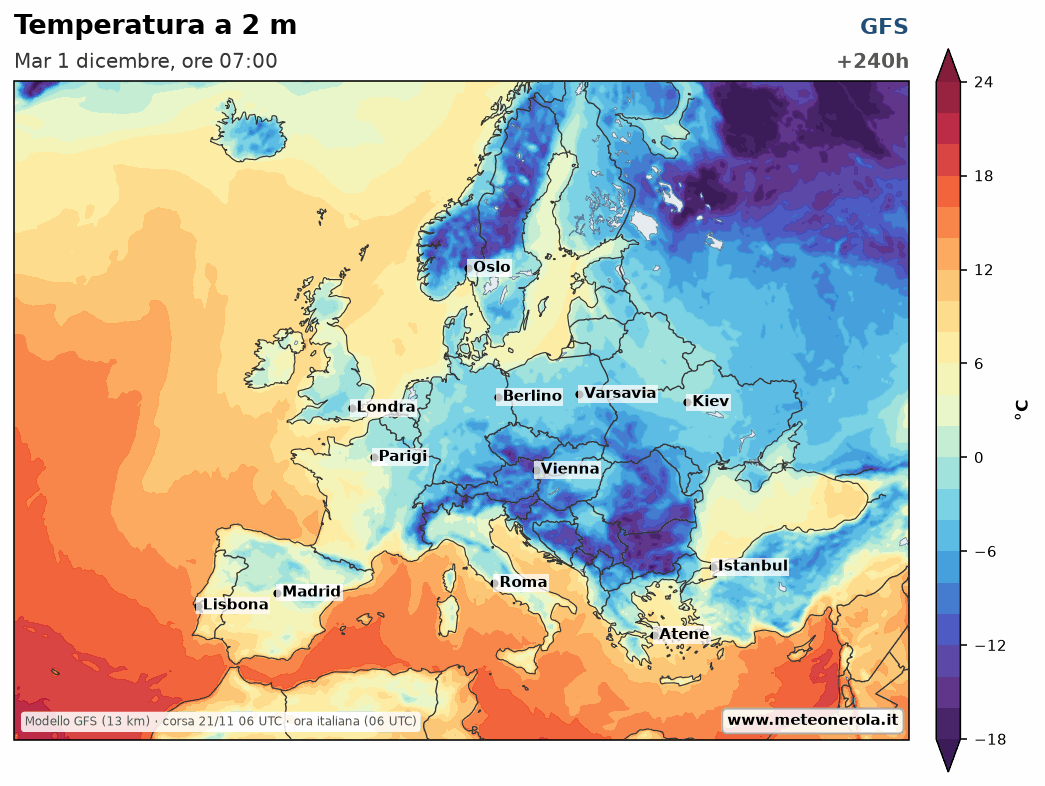 Temperatura a 2 m
GFS
Mar 1 dicembre, ore 07:00
+240h
24
18
12
6
0
−6
−12
−18
°C
Oslo
Berlino
Varsavia
Kiev
Londra
Parigi
Vienna
Istanbul
Roma
Madrid
Lisbona
Atene
Modello GFS (13 km) · corsa 21/11 06 UTC · ora italiana (06 UTC)
www.meteonerola.it